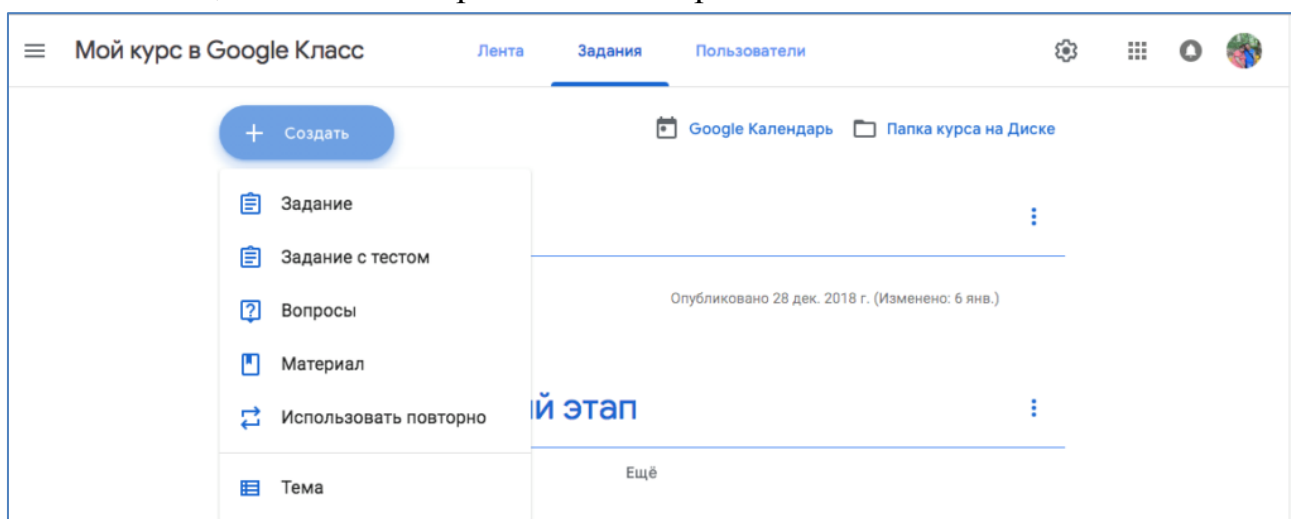 Мой курс в Google Класс Лента Задания Пользователи
Создать Google Календарь Папка курса на Диске
Задание
Задание с тестом
Опубликовано 28 дек. 2018 г. (Изменено: 6 янв.)
Вопросы
Материал
Использовать повторно
й этап
Ещё
Тема